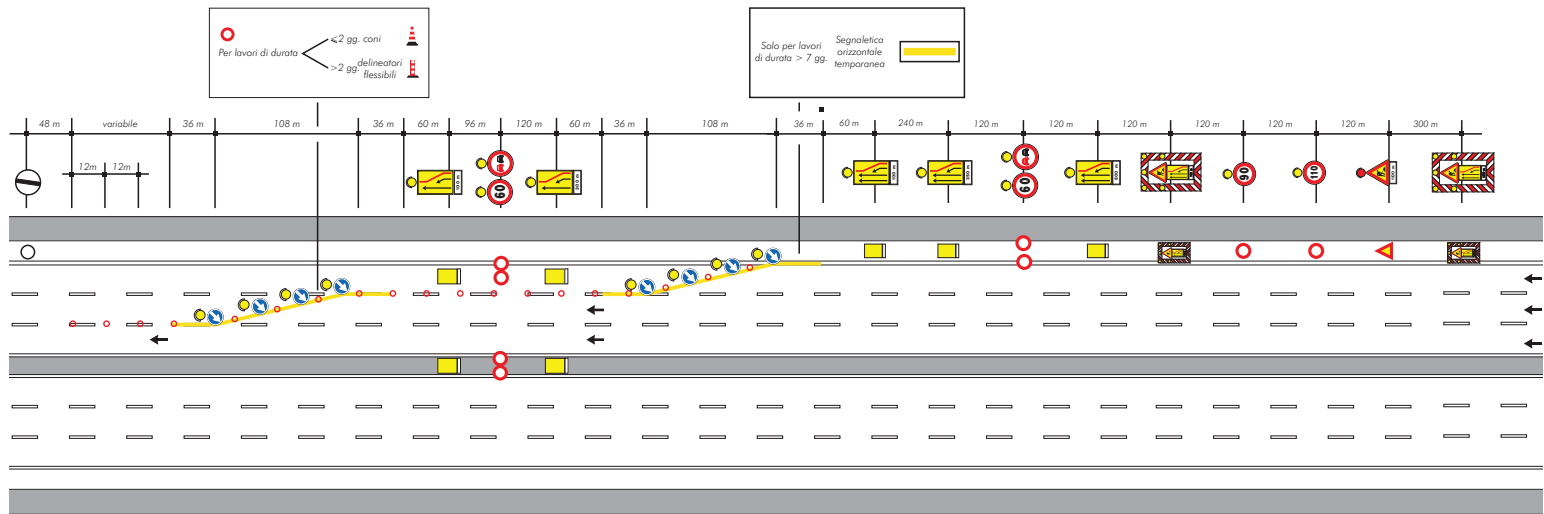 Per lavori di durata
≤2 gg. coni
>2 gg. delineatori
flessibili
Solo per lavori
di durata > 7 gg.
Segnaletica
orizzontale
temporanea
48 m
variabile
36 m
108 m
36 m
60 m
96 m
120 m
60 m
36 m
108 m
36 m
60 m
240 m
120 m
120 m
120 m
120 m
120 m
120 m
300 m
12m
12m
60
60
90
110